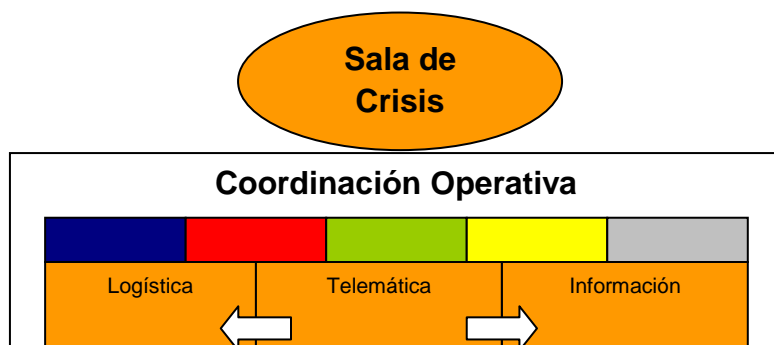 Sala de
Crisis
Coordinación Operativa
Logística Telemática Información